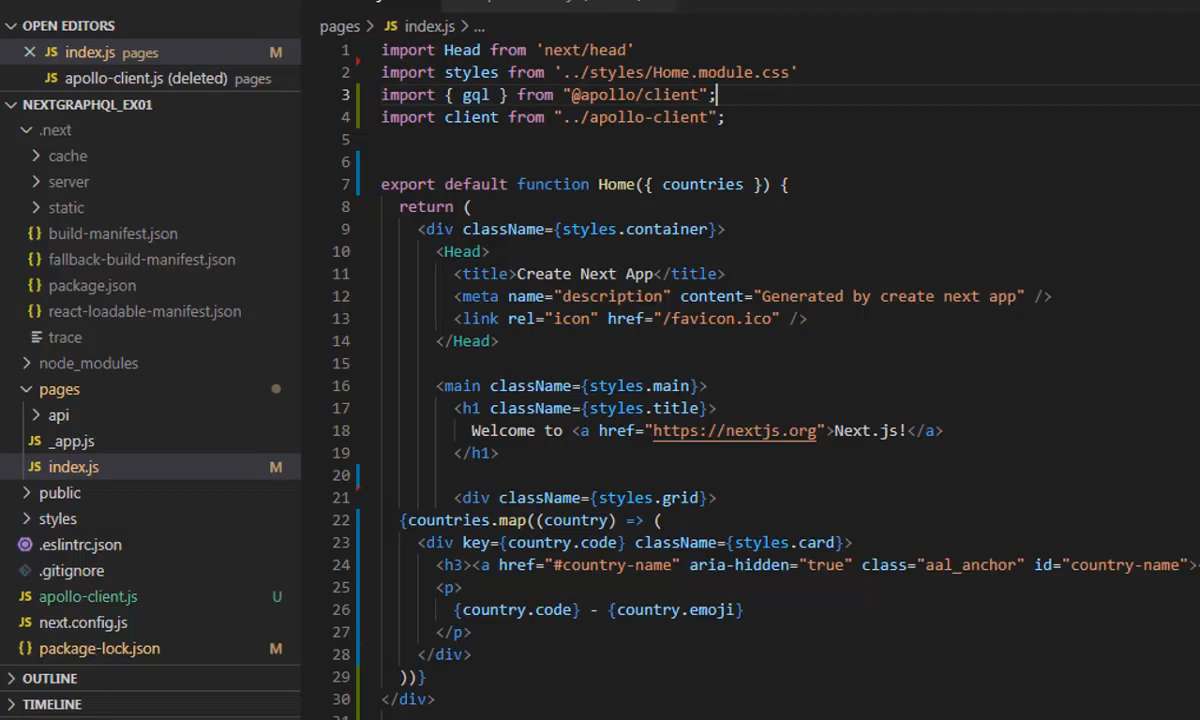 OPEN EDITORS
index.js pages M
apollo-client.js (deleted) pages
NEXTGRAPHQL_EX01
.next
cache
server
static
build-manifest.json
fallback-build-manifest.json
package.json
react-loadable-manifest.json
trace
node_modules
pages
api
_app.js
index.js M
public
styles
.eslintrc.json
.gitignore
apollo-client.js U
next.config.js
package-lock.json M
OUTLINE
TIMELINE
pages > JS index.js > ...
1 import Head from 'next/head'
2 import styles from '../styles/Home.module.css'
3 import { gql } from "@apollo/client";
4 import client from "../apollo-client";
5
6
7 export default function Home({ countries }) {
8 return (
9 <div className={styles.container}>
10 <Head>
11 <title>Create Next App</title>
12 <meta name="description" content="Generated by create next app" />
13 <link rel="icon" href="/favicon.ico" />
14 </Head>
15
16 <main className={styles.main}>
17 <h1 className={styles.title}>
18 Welcome to <a href="https://nextjs.org">Next.js!</a>
19 </h1>
20
21 <div className={styles.grid}>
22 {countries.map((country) => (
23 <div key={country.code} className={styles.card}>
24 <h3><a href="#country-name" aria-hidden="true" class="aal_anchor" id="country-name">
25 <p>
26 {country.code} - {country.emoji}
27 </p>
28 </div>
29 ))}
30 </div>